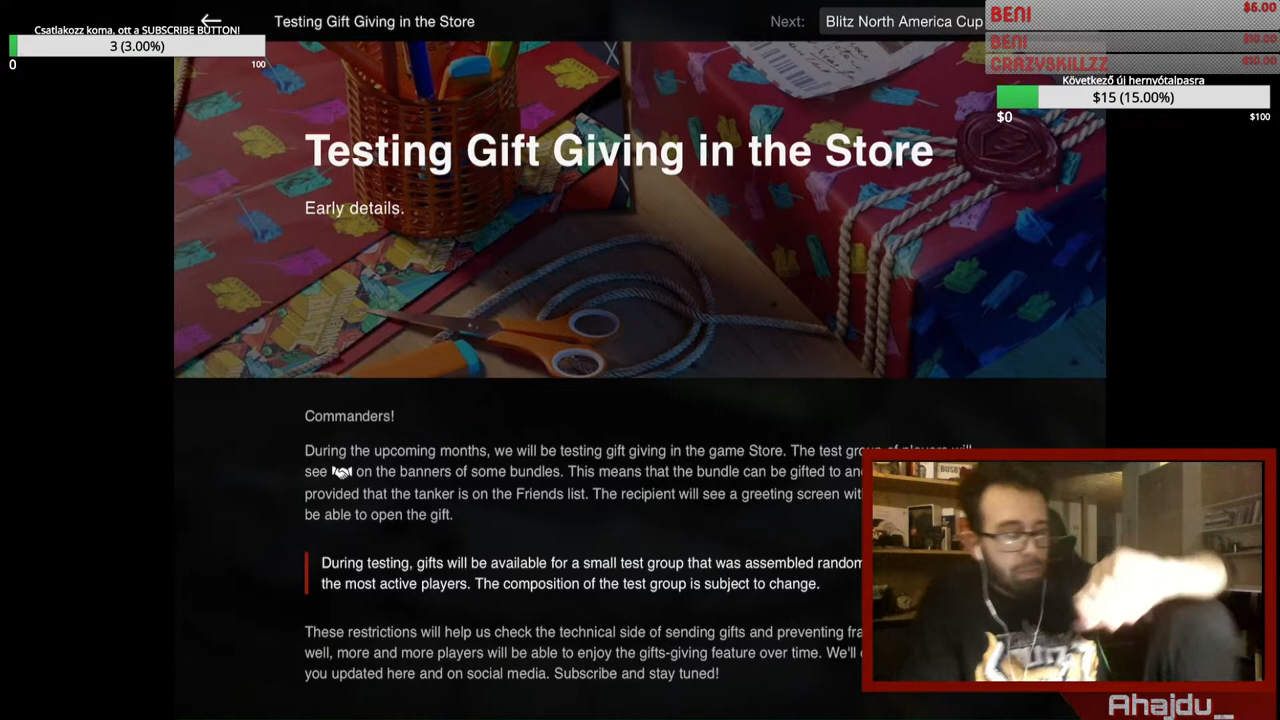 Testing Gift Giving in the Store
Next:
Blitz North America Cup
Csatlakozz koma, ott a SUBSCRIBE BUTTON!
3 (3.00%)
0
100
BENI
$5.00
BENI
$10.00
CRAZYSKILLZZ
$10.00
Következő új hernyótalpasra
$15 (15.00%)
$0
$100
Testing Gift Giving in the Store
Early details.
Commanders!
During the upcoming months, we will be testing gift giving in the game Store. The test group of players will
see on the banners of some bundles. This means that the bundle can be gifted to
provided that the tanker is on the Friends list. The recipient will see a greeting screen
be able to open the gift.
During testing, gifts will be available for a small test group that was assembled
the most active players. The composition of the test group is subject to change.
These restrictions will help us check the technical side of sending gifts and preventing
well, more and more players will be able to enjoy the gifts-giving feature over time. We'll
you updated here and on social media. Subscribe and stay tuned!
Ahajdu_